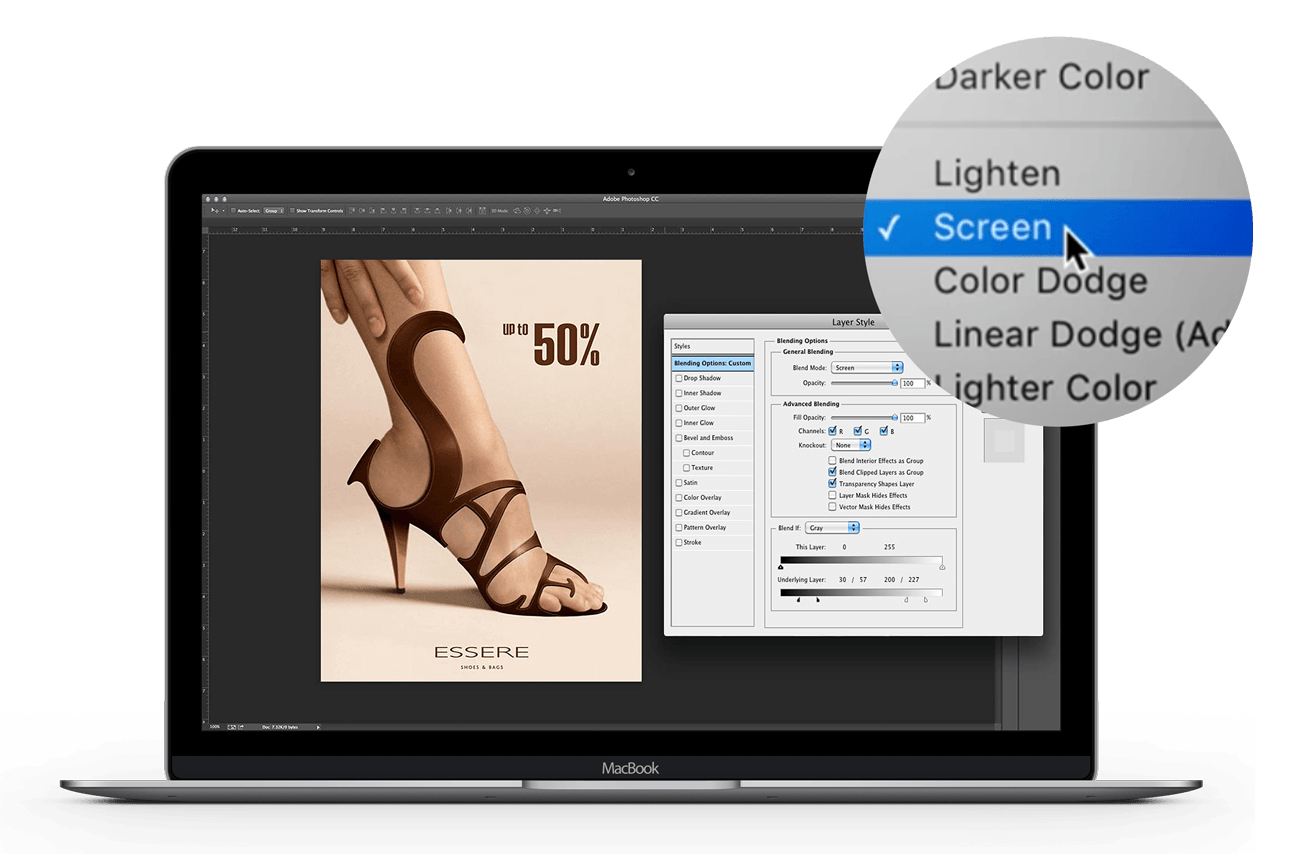 Darker Color
Lighten
✓ Screen
Color Dodge
Linear Dodge (Ad
Lighter Color
Adobe Photoshop CC
Auto-Select: Group
Show Transform Controls
3D Mode:
up to 50%
ESSERE
SHOES & BAGS
Layer Style
Styles
Blending Options: Custom
Drop Shadow
Inner Shadow
Outer Glow
Inner Glow
Bevel and Emboss
Contour
Texture
Satin
Color Overlay
Gradient Overlay
Pattern Overlay
Stroke
Blending Options
General Blending
Blend Mode: Screen
Opacity: 100 %
Advanced Blending
Fill Opacity: 100 %
Channels: R G B
Knockout: None
Blend Interior Effects as Group
Blend Clipped Layers as Group
Transparency Shapes Layer
Layer Mask Hides Effects
Vector Mask Hides Effects
Blend If: Gray
This Layer: 0 255
Underlying Layer: 30 / 57 200 / 227
100%
MacBook